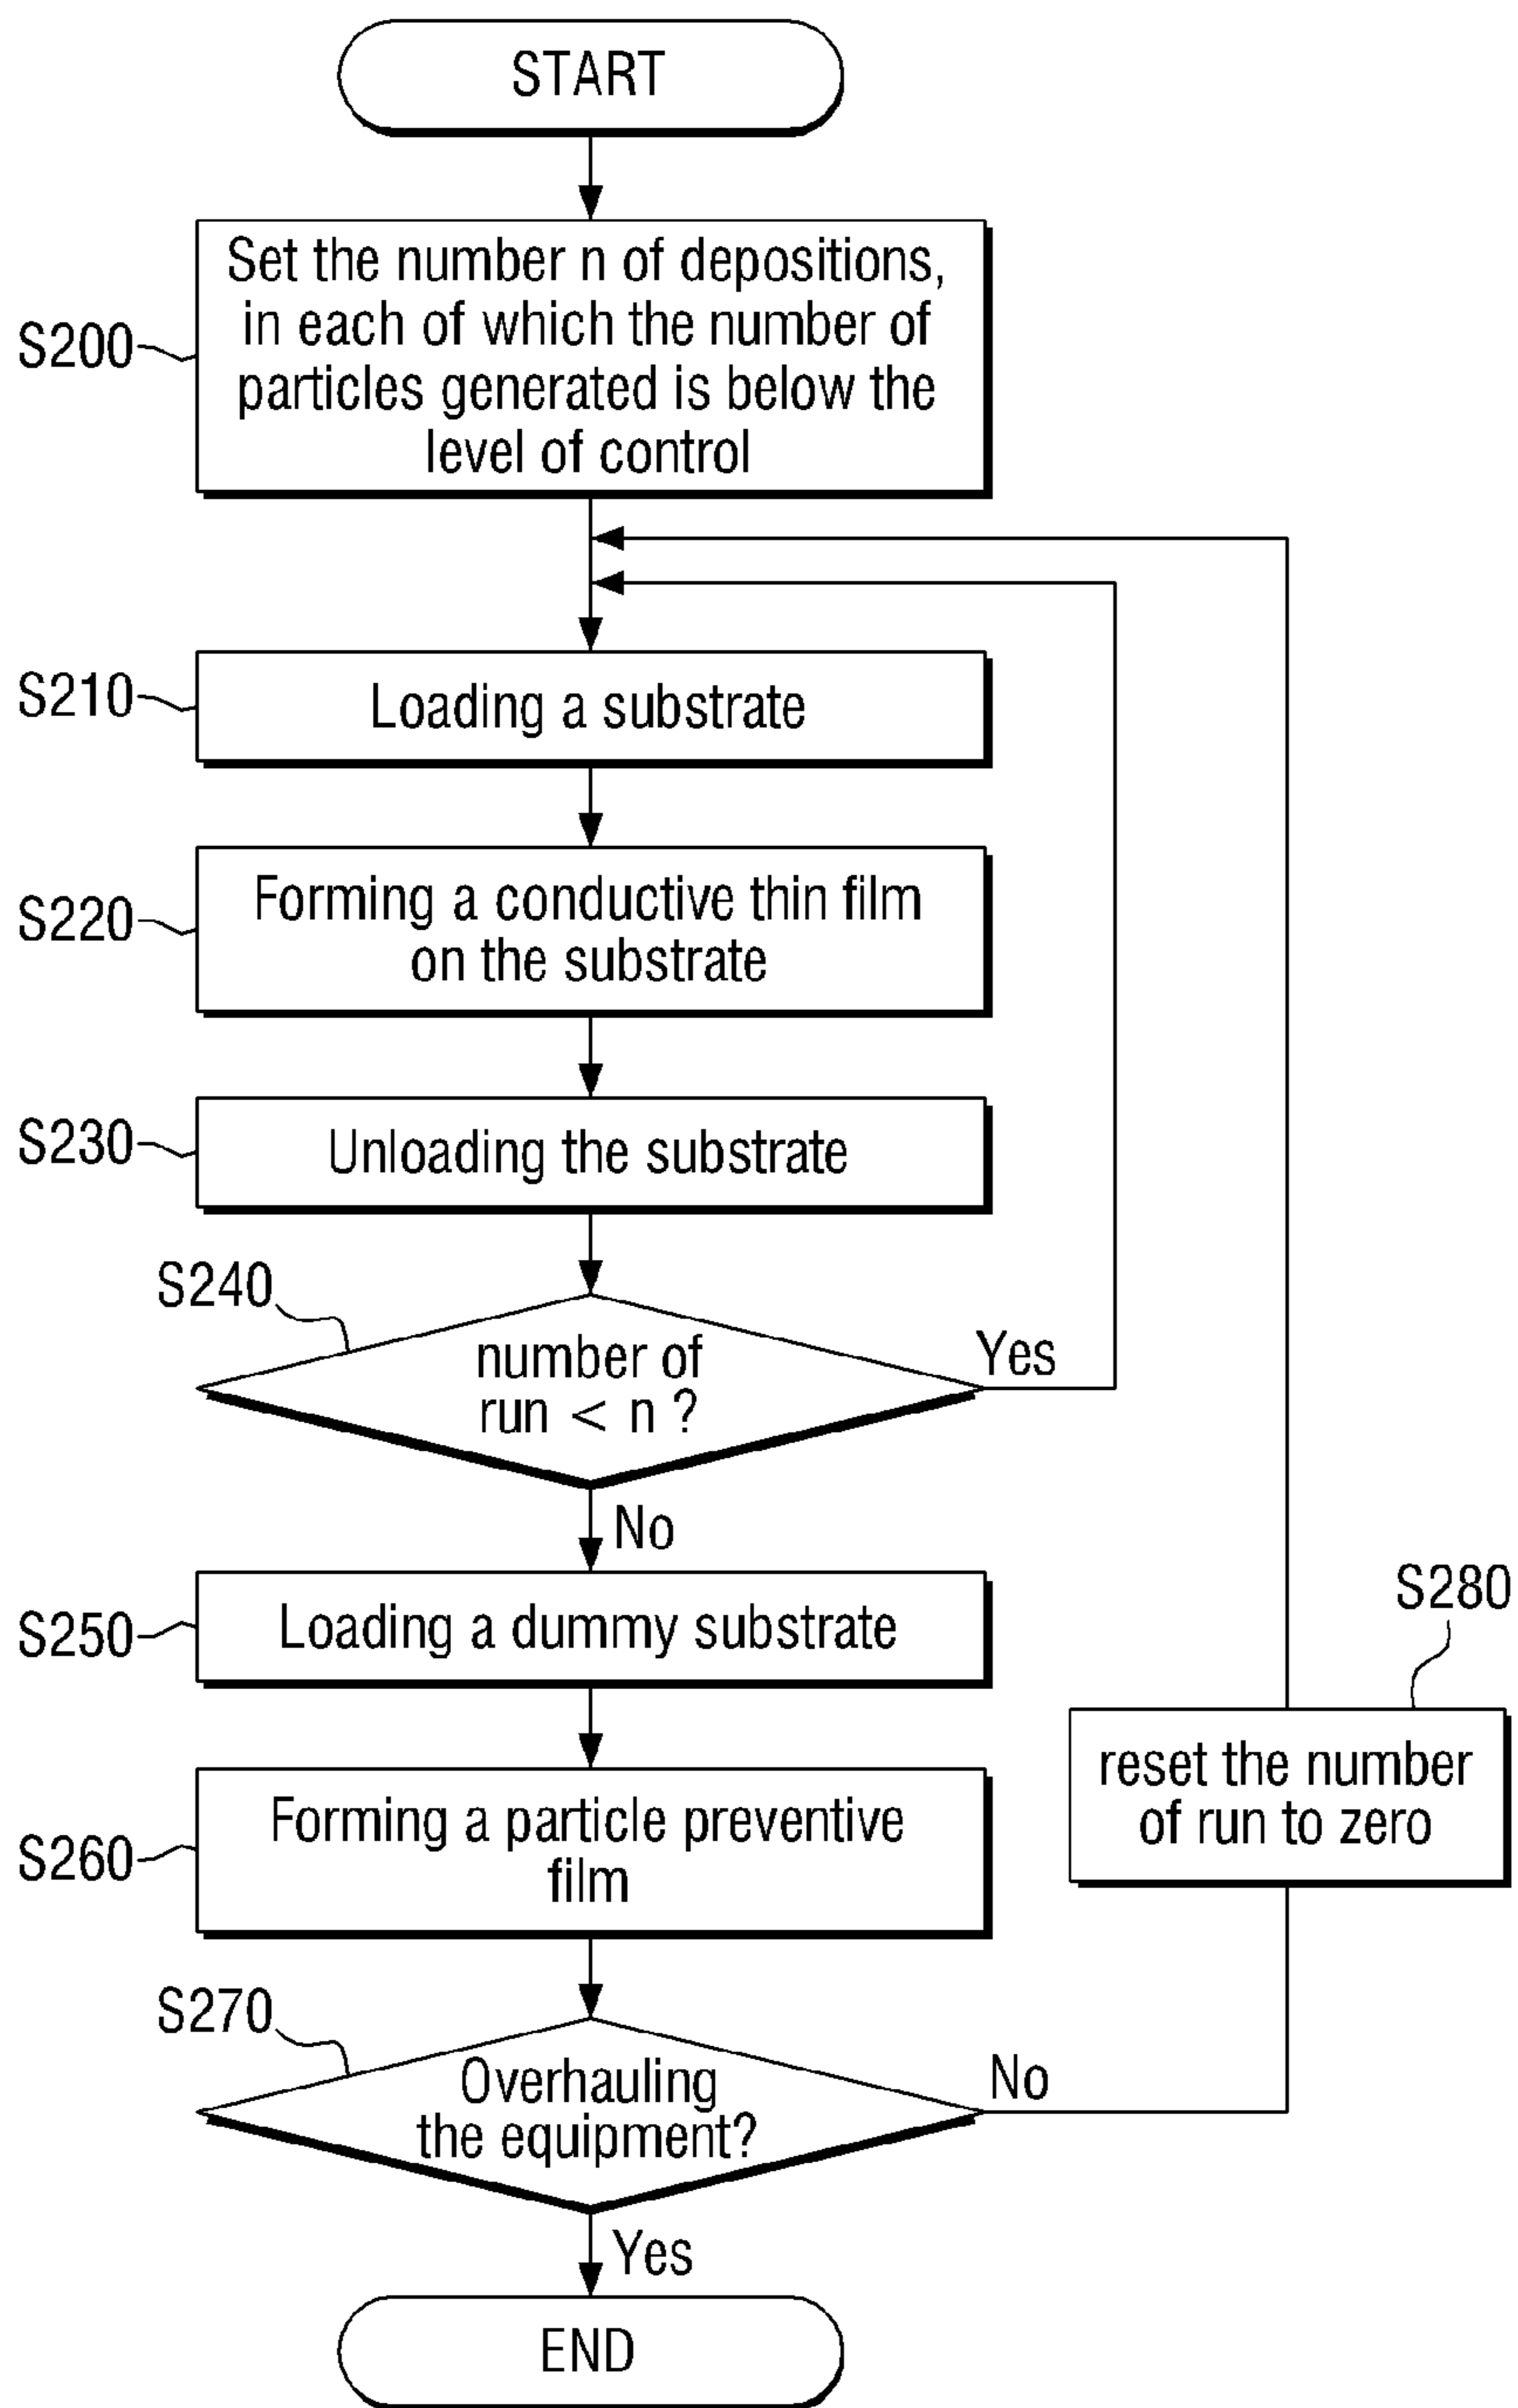 START
S200
Set the number n of depositions,
in each of which the number of
particles generated is below the
level of control
S210
Loading a substrate
S220
Forming a conductive thin film
on the substrate
S230
Unloading the substrate
S240
number of
run < n ?
Yes
No
S250
Loading a dummy substrate
S280
reset the number
of run to zero
S260
Forming a particle preventive
film
S270
Overhauling
the equipment?
No
Yes
END